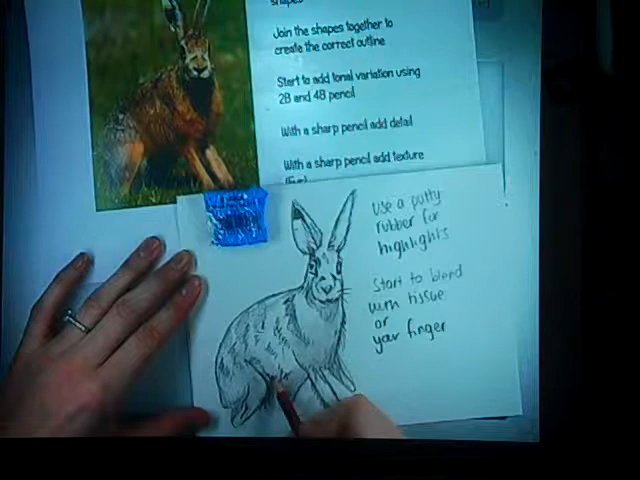 shapes
Join the shapes together to
create the correct outline
Start to add tonal variation using
2B and 4B pencil
With a sharp pencil add detail
With a sharp pencil add texture
Use a putty
rubber for
highlights
Start to blend
with tissue
or
your finger